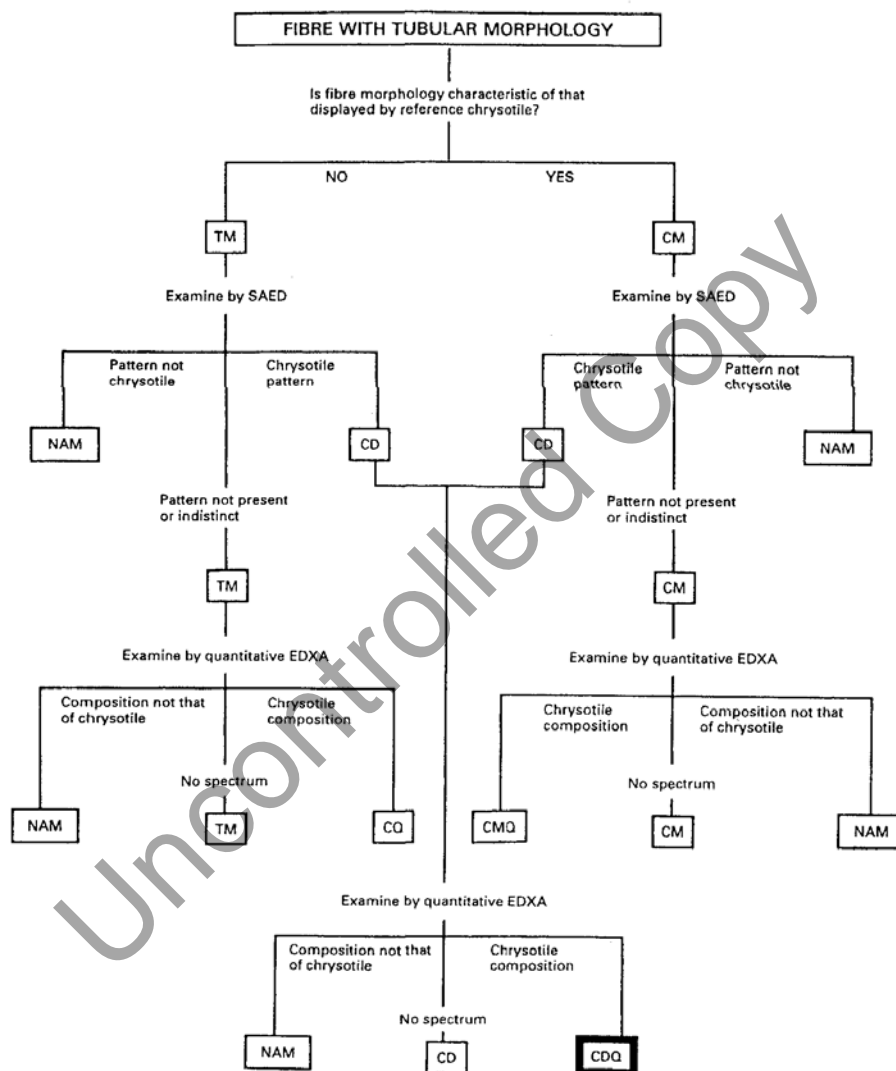 FIBRE WITH TUBULAR MORPHOLOGY
Is fibre morphology characteristic of that
displayed by reference chrysotile?
NO
YES
TM
CM
Examine by SAED
Examine by SAED
Pattern not
chrysotile
Chrysotile
pattern
Chrysotile
pattern
Pattern not
chrysotile
NAM
CD
CD
NAM
Pattern not present
or indistinct
Pattern not present
or indistinct
TM
CM
Examine by quantitative EDXA
Examine by quantitative EDXA
Composition not that
of chrysotile
Chrysotile
composition
Chrysotile
composition
Composition not that
of chrysotile
No spectrum
No spectrum
NAM
TM
CQ
CMQ
CM
NAM
Examine by quantitative EDXA
Composition not that
of chrysotile
Chrysotile
composition
No spectrum
NAM
CD
CDQ
Uncontrolled Copy